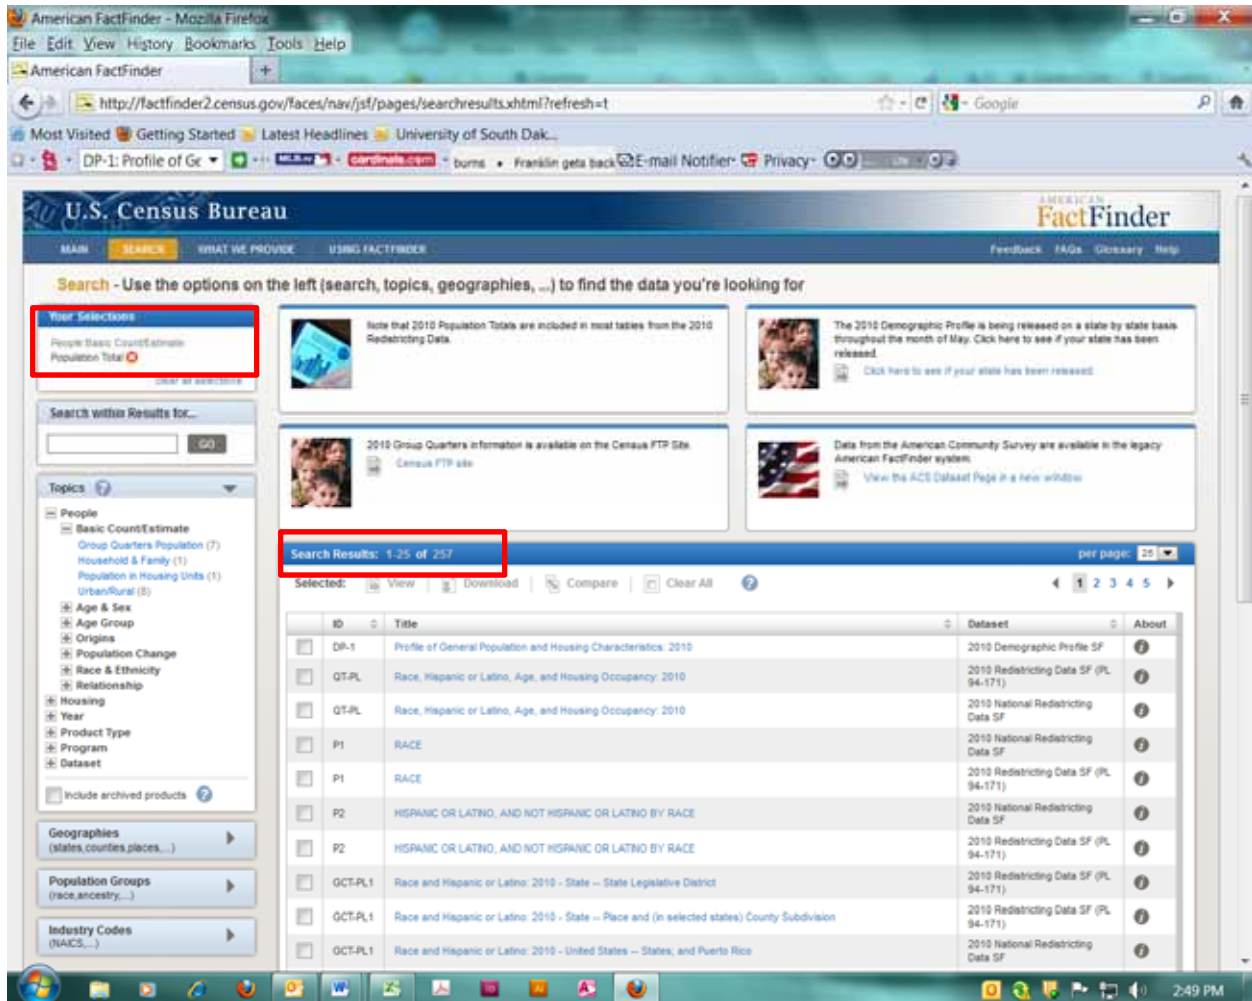 American FactFinder - Mozilla Firefox
File Edit View History Bookmarks Tools Help
American FactFinder
http://factfinder2.census.gov/faces/nav/jsf/pages/searchresults.xhtml?refresh=t
Google
Most Visited Getting Started Latest Headlines University of South Dak...
DP-1: Profile of Ge
cardinals.com burns • Franklin gets back E-mail Notifier Privacy
U.S. Census Bureau
AMERICAN
FactFinder
MAIN SEARCH WHAT WE PROVIDE USING FACTFINDER
Feedback FAQs Glossary Help
Search - Use the options on the left (search, topics, geographies, ...) to find the data you're looking for
Your Selections
People:Basic Count/Estimate:
Population Total
clear all selections
Search within Results for...
GO
Topics
People
Basic Count/Estimate
Group Quarters Population (7)
Household & Family (1)
Population in Housing Units (1)
Urban/Rural (8)
Age & Sex
Age Group
Origins
Population Change
Race & Ethnicity
Relationship
Housing
Year
Product Type
Program
Dataset
Include archived products
Geographies
(states,counties,places,...)
Population Groups
(race,ancestry,...)
Industry Codes
(NAICS,...)
Note that 2010 Population Totals are included in most tables from the 2010
Redistricting Data.
The 2010 Demographic Profile is being released on a state by state basis
throughout the month of May. Click here to see if your state has been
released.
Click here to see if your state has been released.
2010 Group Quarters information is available on the Census FTP Site.
Census FTP site
Data from the American Community Survey are available in the legacy
American FactFinder system.
View the ACS Dataset Page in a new window
Search Results: 1-25 of 257
per page: 25
Selected: View Download Compare Clear All
1 2 3 4 5
ID Title Dataset About
DP-1 Profile of General Population and Housing Characteristics: 2010 2010 Demographic Profile SF
QT-PL Race, Hispanic or Latino, Age, and Housing Occupancy: 2010 2010 Redistricting Data SF (PL
94-171)
QT-PL Race, Hispanic or Latino, Age, and Housing Occupancy: 2010 2010 National Redistricting
Data SF
P1 RACE 2010 National Redistricting
Data SF
P1 RACE 2010 Redistricting Data SF (PL
94-171)
P2 HISPANIC OR LATINO, AND NOT HISPANIC OR LATINO BY RACE 2010 National Redistricting
Data SF
P2 HISPANIC OR LATINO, AND NOT HISPANIC OR LATINO BY RACE 2010 Redistricting Data SF (PL
94-171)
GCT-PL1 Race and Hispanic or Latino: 2010 - State -- State Legislative District 2010 Redistricting Data SF (PL
94-171)
GCT-PL1 Race and Hispanic or Latino: 2010 - State -- Place and (in selected states) County Subdivision 2010 Redistricting Data SF (PL
94-171)
GCT-PL1 Race and Hispanic or Latino: 2010 - United States -- States; and Puerto Rico 2010 National Redistricting
Data SF
2:49 PM